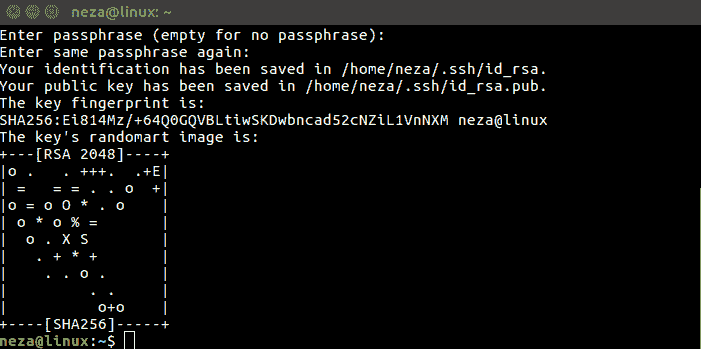 neza@linux: ~
Enter passphrase (empty for no passphrase):
Enter same passphrase again:
Your identification has been saved in /home/neza/.ssh/id_rsa.
Your public key has been saved in /home/neza/.ssh/id_rsa.pub.
The key fingerprint is:
SHA256:Ei814Mz/+64Q0GQVBLtiwSKDwbncad52cNZiL1VnNXM neza@linux
The key's randomart image is:
+---[RSA 2048]----+
|o .   . +++.  .+E|
| =   = = . . o  +|
|o = o O * . o    |
| o * o % =       |
|  o . X S        |
|   . + * +       |
|    . . o .      |
|         . .     |
|          o+o    |
+----[SHA256]-----+
neza@linux:~$